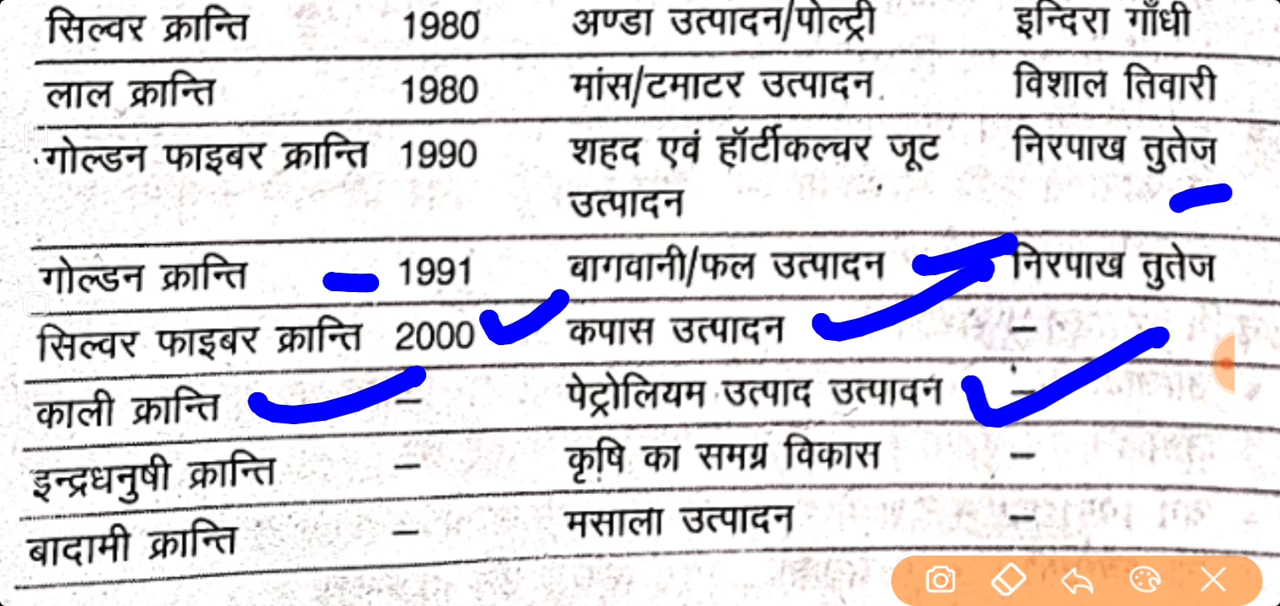 सिल्वर क्रान्ति 1980 अण्डा उत्पादन/पोल्ट्री इन्दिरा गाँधी
लाल क्रान्ति 1980 मांस/टमाटर उत्पादन विशाल तिवारी
गोल्डन फाइबर क्रान्ति 1990 शहद एवं हॉर्टीकल्चर जूट निरपाख तुतेज
उत्पादन
गोल्डन क्रान्ति 1991 बागवानी/फल उत्पादन निरपाख तुतेज
सिल्वर फाइबर क्रान्ति 2000 कपास उत्पादन –
काली क्रान्ति – पेट्रोलियम उत्पाद उत्पादन –
इन्द्रधनुषी क्रान्ति – कृषि का समग्र विकास –
बादामी क्रान्ति – मसाला उत्पादन –